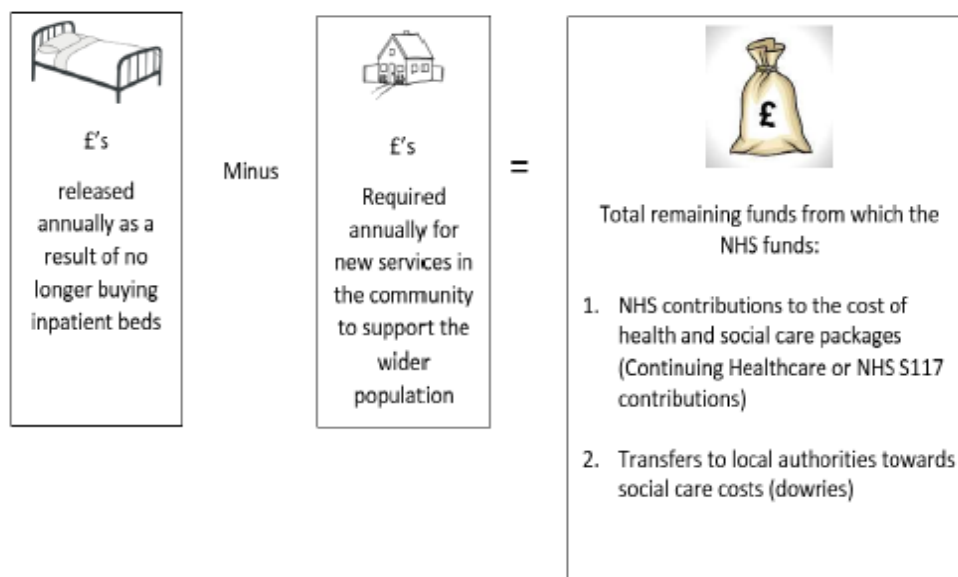 £'s
released
annually as a
result of no
longer buying
inpatient beds
Minus
£'s
Required
annually for
new services in
the community
to support the
wider
population
=
£
Total remaining funds from which the
NHS funds:
1. NHS contributions to the cost of
health and social care packages
(Continuing Healthcare or NHS S117
contributions)
2. Transfers to local authorities towards
social care costs (dowries)